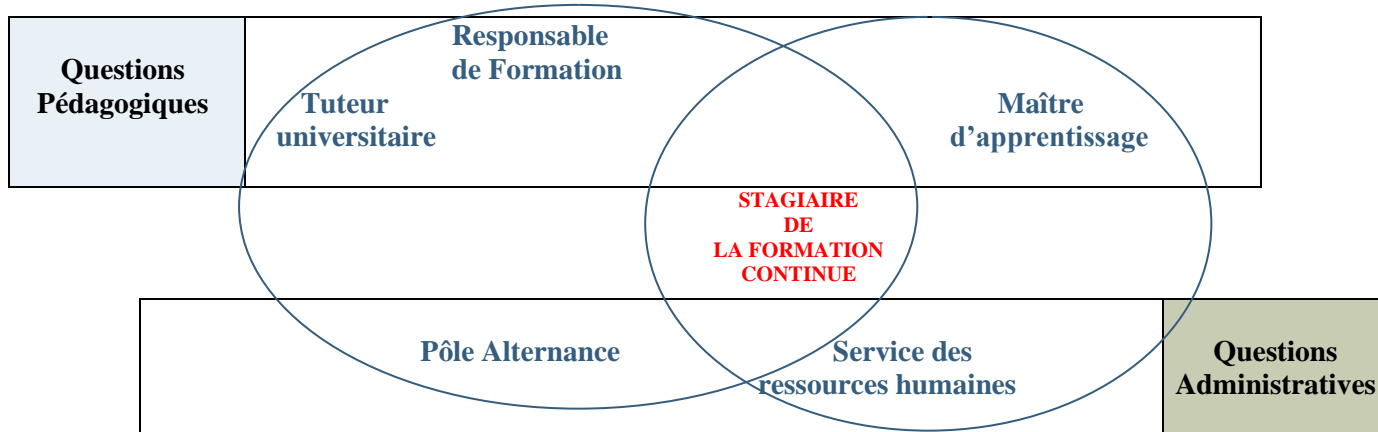 Questions
Pédagogiques
Responsable
de Formation
Tuteur
universitaire
Maître
d’apprentissage
STAGIAIRE
DE
LA FORMATION
CONTINUE
Pôle Alternance
Service des
ressources humaines
Questions
Administratives